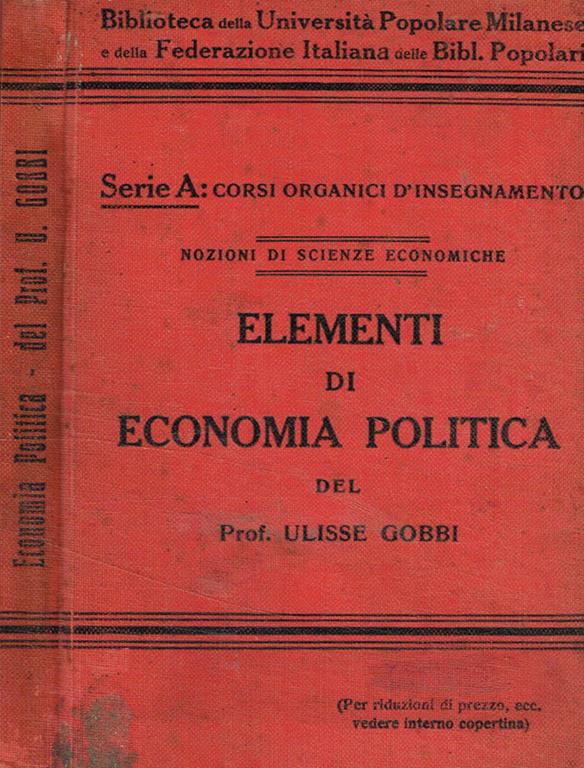 Biblioteca della Università Popolare Milanese
e della Federazione Italiana delle Bibl. Popolari
Serie A: CORSI ORGANICI D'INSEGNAMENTO
NOZIONI DI SCIENZE ECONOMICHE
ELEMENTI
DI
ECONOMIA POLITICA
DEL
Prof. ULISSE GOBBI
(Per riduzioni di prezzo, ecc.
vedere interno copertina)
Economia Politica - del Prof. U. GOBBI